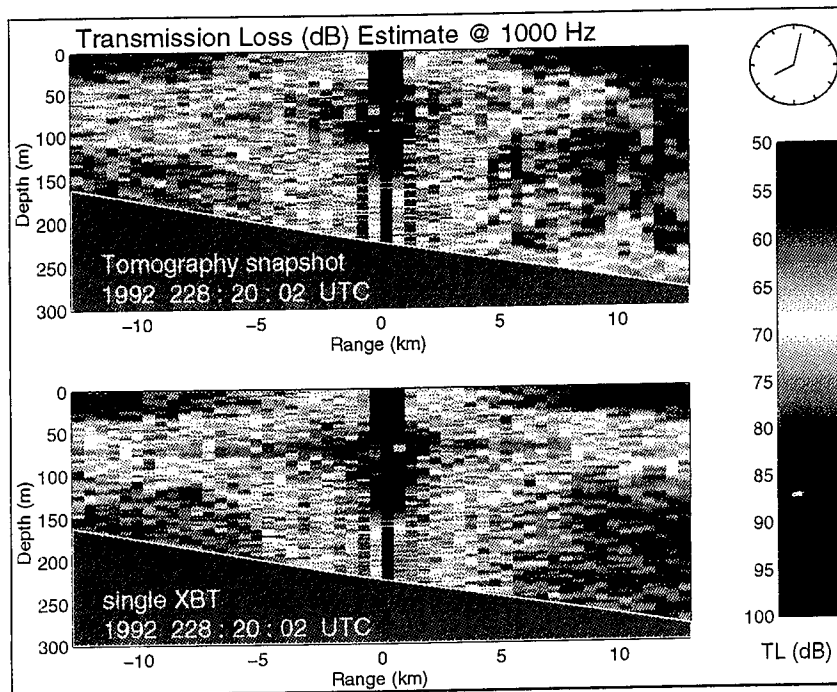 Transmission Loss (dB) Estimate @ 1000 Hz
0
50
100
150
200
250
300
Depth (m)
Tomography snapshot
1992 228 : 20 : 02 UTC
−10 −5 0 5 10
Range (km)
0
50
100
150
200
250
300
Depth (m)
single XBT
1992 228 : 20 : 02 UTC
−10 −5 0 5 10
Range (km)
50
55
60
65
70
75
80
85
90
95
100
TL (dB)